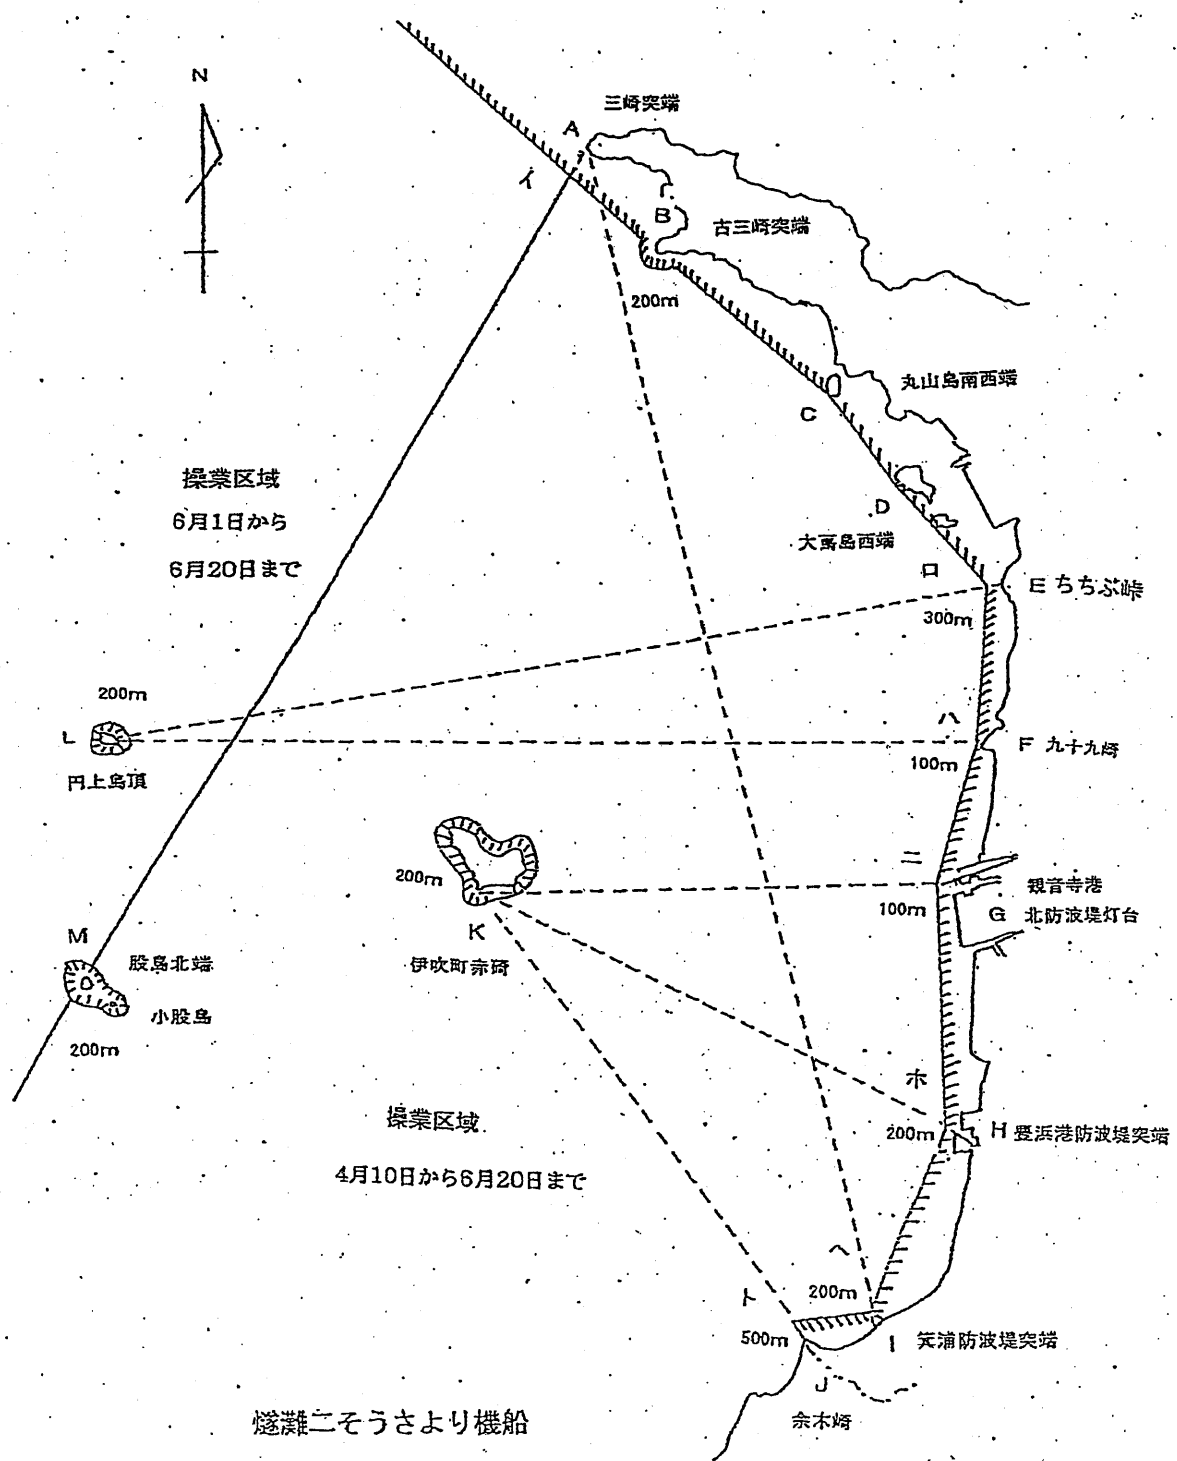 N
三崎突端
A
イ
B
古三崎突端
200m
丸山島南西端
C
操業区域
6月1日から
6月20日まで
D
大蔦島西端
ロ
E ちちぶ峠
300m
200m
L
ハ
F 九十九崎
100m
円上島頂
ニ
200m
観音寺港
100m
G 北防波堤灯台
K
M
股島北端
伊吹町赤碕
小股島
200m
ホ
操業区域
200m
H 豊浜港防波堤突端
4月10日から6月20日まで
ヘ
200m
ト
500m
I 箕浦防波堤突端
J
余木崎
燧灘二そうさより機船